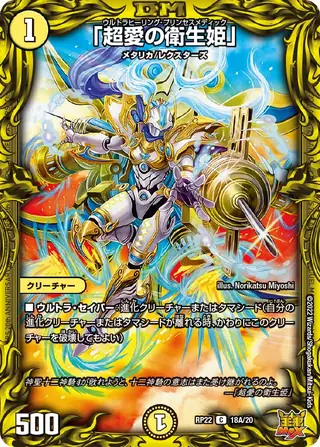 DM
1
ウルトラヒーリング・プリンセスメディック
「超愛の衛生姫」
メタリカ/レクスターズ
illus. Norikatsu Miyoshi
クリーチャー
■ウルトラ・セイバー:進化クリーチャーまたはタマシード(自分の
進化クリーチャーまたはタマシードが離れる時、かわりにこのクリー
チャーを破壊してもよい)
神聖十二神騎が敗れようと、十二神騎の意志はまた受け継がれるのよ。
―「超愛の衛生姫」
500
1
RP22 C 18A/20